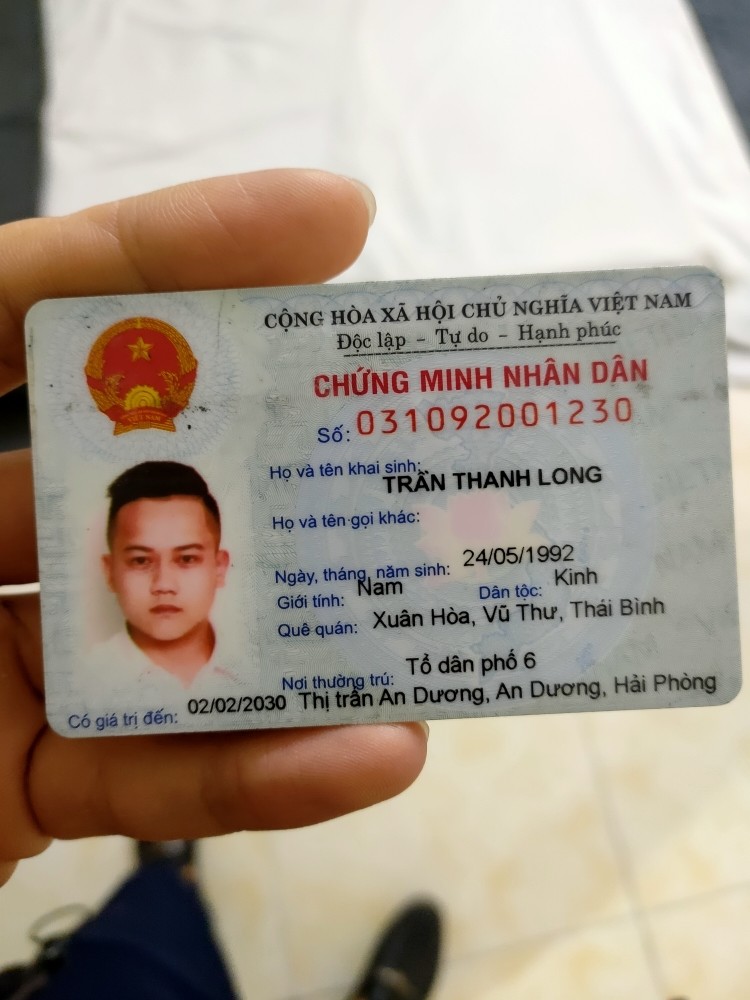 CỘNG HÒA XÃ HỘI CHỦ NGHĨA VIỆT NAM
Độc lập - Tự do - Hạnh phúc
CHỨNG MINH NHÂN DÂN
Số: 031092001230
Họ và tên khai sinh:
TRẦN THANH LONG
Họ và tên gọi khác:
Ngày, tháng, năm sinh: 24/05/1992
Giới tính: Nam Dân tộc: Kinh
Quê quán: Xuân Hòa, Vũ Thư, Thái Bình
Nơi thường trú: Tổ dân phố 6
Thị trấn An Dương, An Dương, Hải Phòng
Có giá trị đến: 02/02/2030